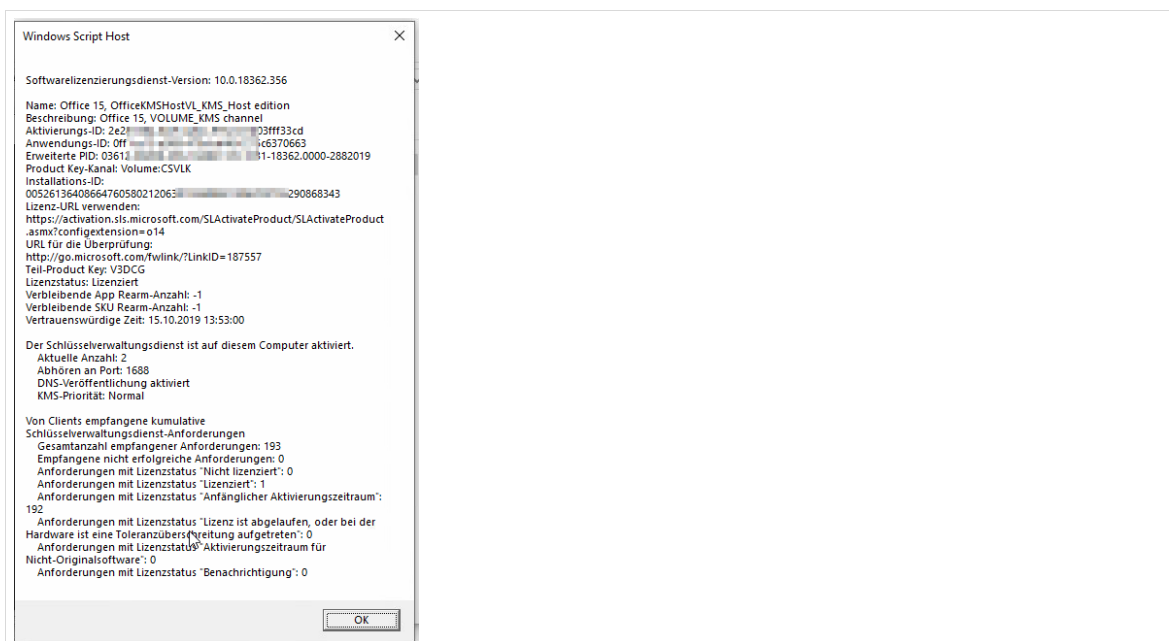 Windows Script Host
Softwarelizenzierungsdienst-Version: 10.0.18362.356
Name: Office 15, OfficeKMSHostVL_KMS_Host edition
Beschreibung: Office 15, VOLUME_KMS channel
Aktivierungs-ID: 2e2 03fff33cd
Anwendungs-ID: 0ff 5c6370663
Erweiterte PID: 03612 31-18362.0000-2882019
Product Key-Kanal: Volume:CSVLK
Installations-ID:
00526136408664760580212063 290868343
Lizenz-URL verwenden:
https://activation.sls.microsoft.com/SLActivateProduct/SLActivateProduct
.asmx?configextension=o14
URL für die Überprüfung:
http://go.microsoft.com/fwlink/?LinkID=187557
Teil-Product Key: V3DCG
Lizenzstatus: Lizenziert
Verbleibende App Rearm-Anzahl: -1
Verbleibende SKU Rearm-Anzahl: -1
Vertrauenswürdige Zeit: 15.10.2019 13:53:00
Der Schlüsselverwaltungsdienst ist auf diesem Computer aktiviert.
Aktuelle Anzahl: 2
Abhören an Port: 1688
DNS-Veröffentlichung aktiviert
KMS-Priorität: Normal
Von Clients empfangene kumulative
Schlüsselverwaltungsdienst-Anforderungen
Gesamtanzahl empfangener Anforderungen: 193
Empfangene nicht erfolgreiche Anforderungen: 0
Anforderungen mit Lizenzstatus "Nicht lizenziert": 0
Anforderungen mit Lizenzstatus "Lizenziert": 1
Anforderungen mit Lizenzstatus "Anfänglicher Aktivierungszeitraum":
192
Anforderungen mit Lizenzstatus "Lizenz ist abgelaufen, oder bei der
Hardware ist eine Toleranzüberschreitung aufgetreten": 0
Anforderungen mit Lizenzstatus "Aktivierungszeitraum für
Nicht-Originalsoftware": 0
Anforderungen mit Lizenzstatus "Benachrichtigung": 0
OK